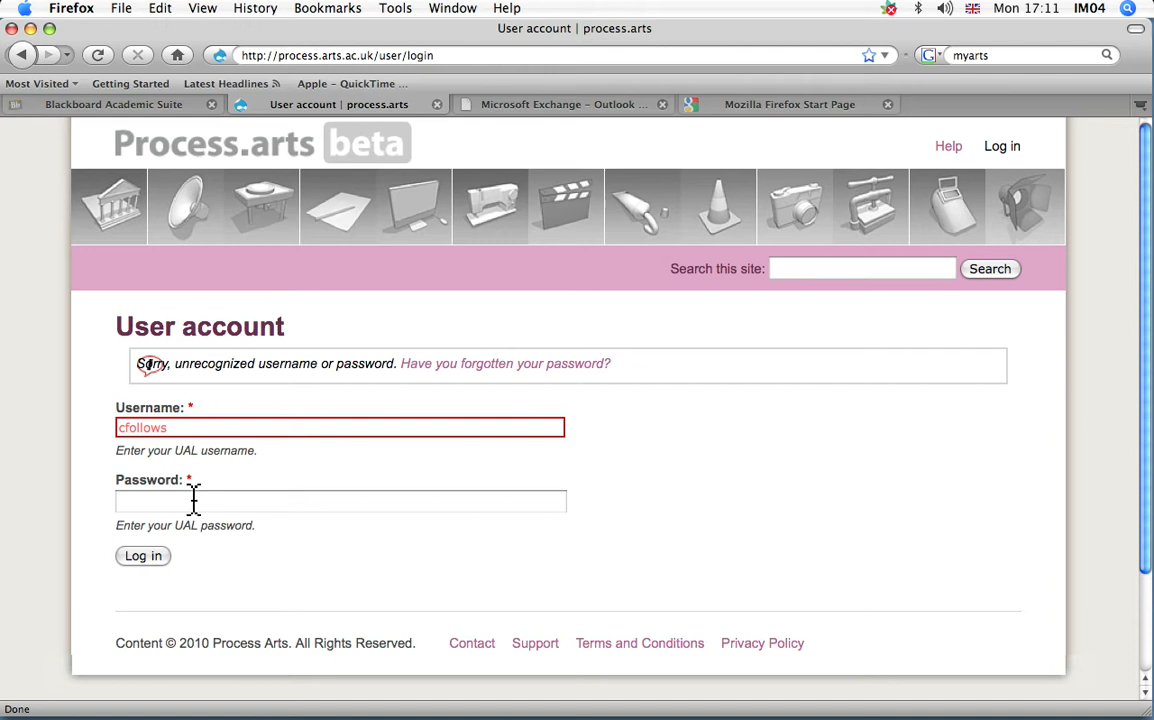 Firefox File Edit View History Bookmarks Tools Window Help Mon 17:11 IM04
User account | process.arts
http://process.arts.ac.uk/user/login myarts
Most Visited Getting Started Latest Headlines Apple - QuickTime ...
Blackboard Academic Suite User account | process.arts Microsoft Exchange - Outlook ... Mozilla Firefox Start Page
Process.arts beta
Help Log in
Search this site: Search
User account
Sorry, unrecognized username or password. Have you forgotten your password?
Username: *
cfollows
Enter your UAL username.
Password: *
Enter your UAL password.
Log in
Content © 2010 Process Arts. All Rights Reserved. Contact Support Terms and Conditions Privacy Policy
Done